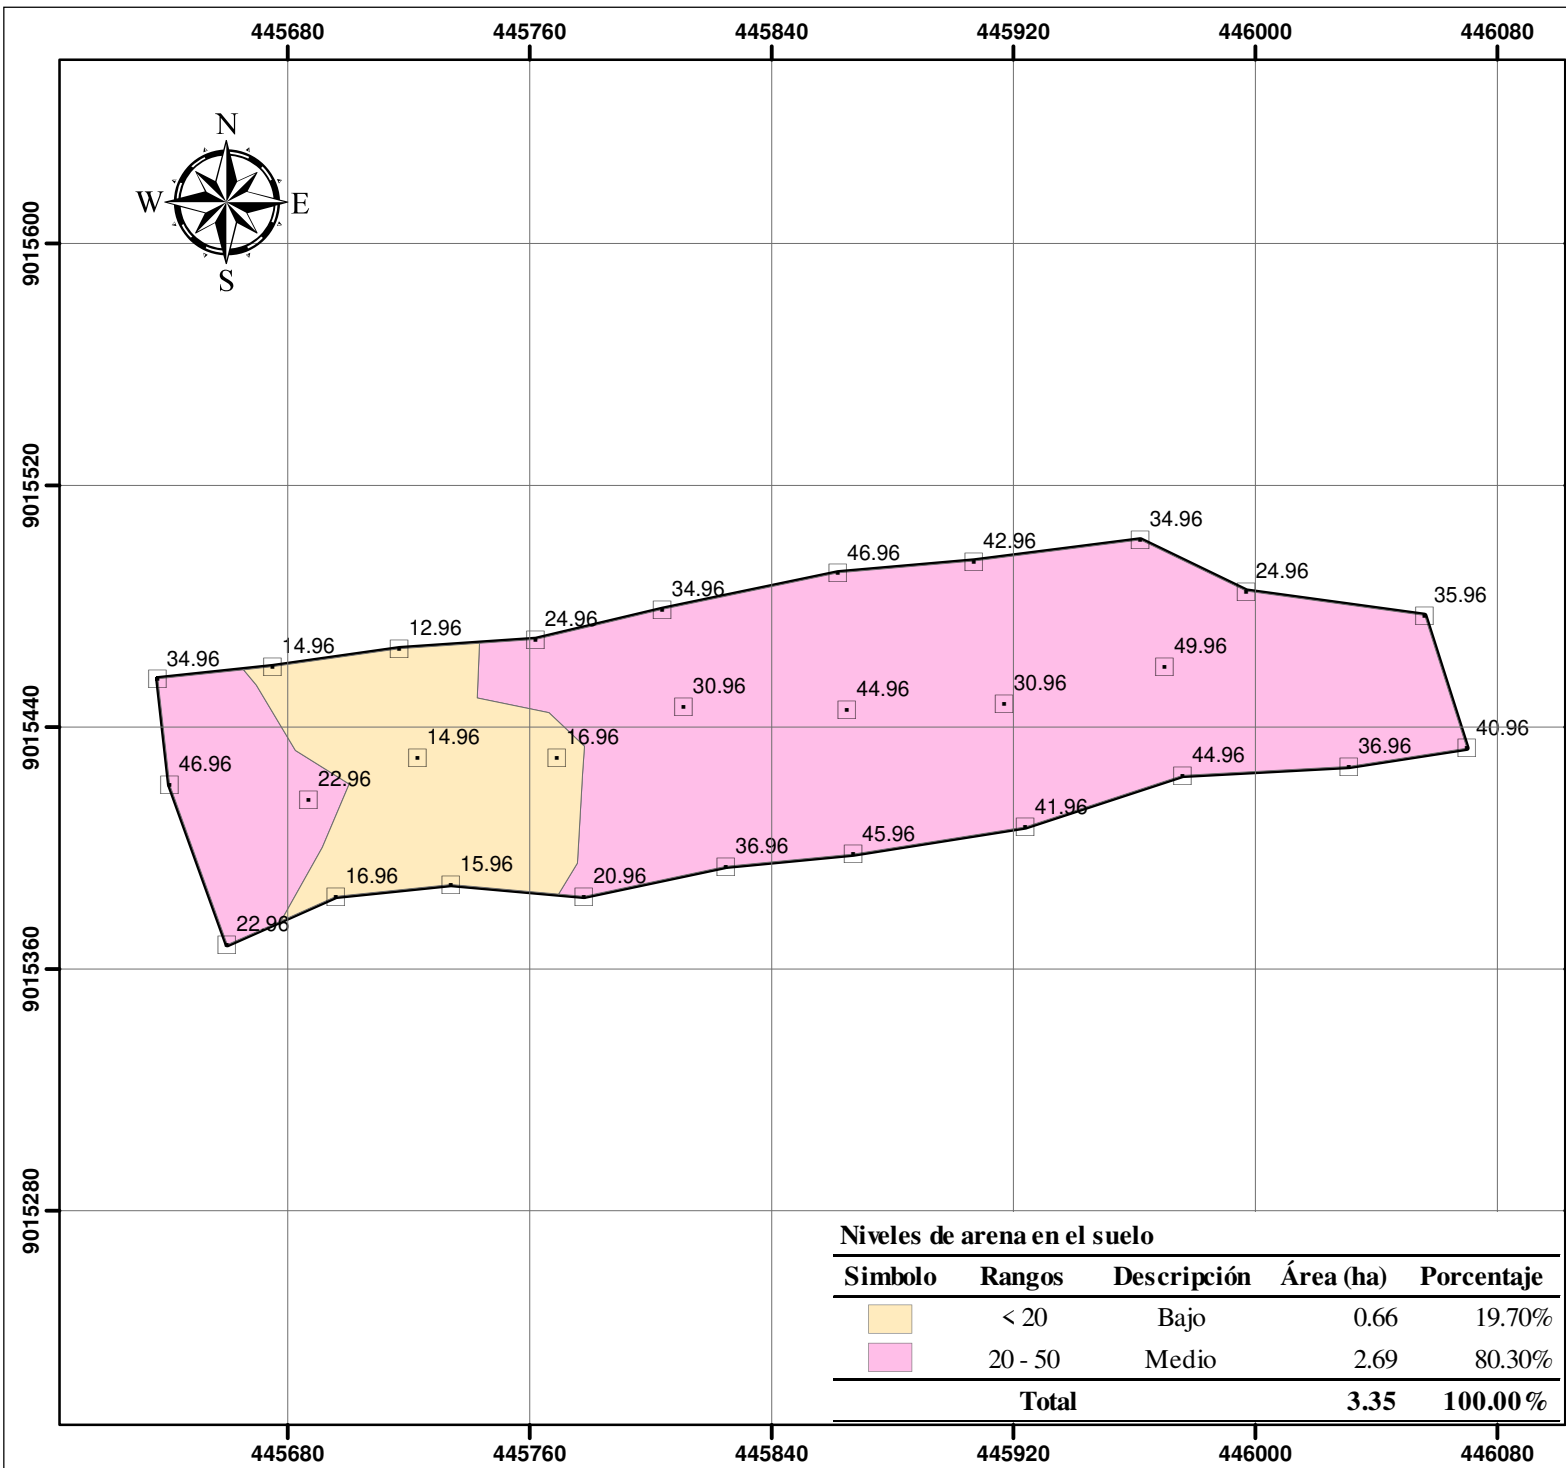 445680 445760 445840 445920 446000 446080
N
W E
S
9015600
9015520
9015440
9015360
9015280
34.96
46.96 42.96
24.96
35.96
34.96
24.96
12.96
14.96
34.96
49.96
30.96 44.96 30.96
40.96
14.96 16.96
46.96
22.96
44.96 36.96
41.96
45.96
36.96
15.96
16.96 20.96
22.96
Niveles de arena en el suelo
Simbolo Rangos Descripción Área (ha) Porcentaje
< 20 Bajo 0.66 19.70%
20 - 50 Medio 2.69 80.30%
Total 3.35 100.00%
445680 445760 445840 445920 446000 446080